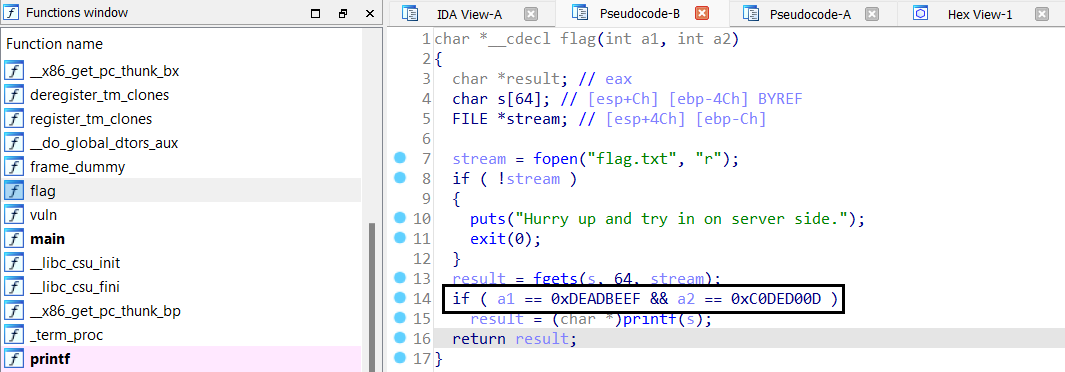 Functions window
Function name
f __x86_get_pc_thunk_bx
f deregister_tm_clones
f register_tm_clones
f __do_global_dtors_aux
f frame_dummy
f flag
f vuln
f main
f __libc_csu_init
f __libc_csu_fini
f __x86_get_pc_thunk_bp
f _term_proc
f printf
IDA View-A
Pseudocode-B
Pseudocode-A
Hex View-1
1 char *__cdecl flag(int a1, int a2)
2 {
3 char *result; // eax
4 char s[64]; // [esp+Ch] [ebp-4Ch] BYREF
5 FILE *stream; // [esp+4Ch] [ebp-Ch]
6
7 stream = fopen("flag.txt", "r");
8 if ( !stream )
9 {
10 puts("Hurry up and try in on server side.");
11 exit(0);
12 }
13 result = fgets(s, 64, stream);
14 if ( a1 == 0xDEADBEEF && a2 == 0xC0DED00D )
15 result = (char *)printf(s);
16 return result;
17 }